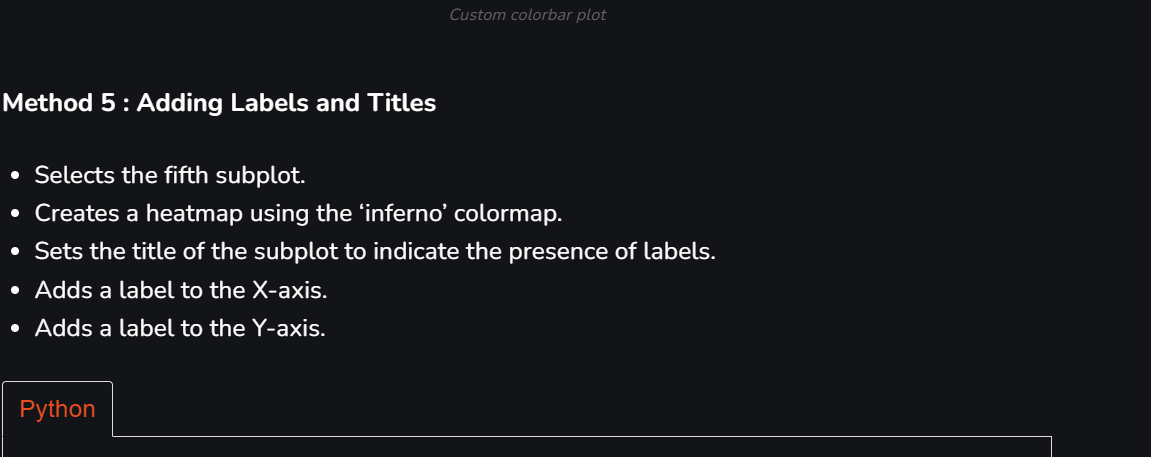 Custom colorbar plot
Method 5 : Adding Labels and Titles
Selects the fifth subplot.
Creates a heatmap using the ‘inferno’ colormap.
Sets the title of the subplot to indicate the presence of labels.
Adds a label to the X-axis.
Adds a label to the Y-axis.
Python